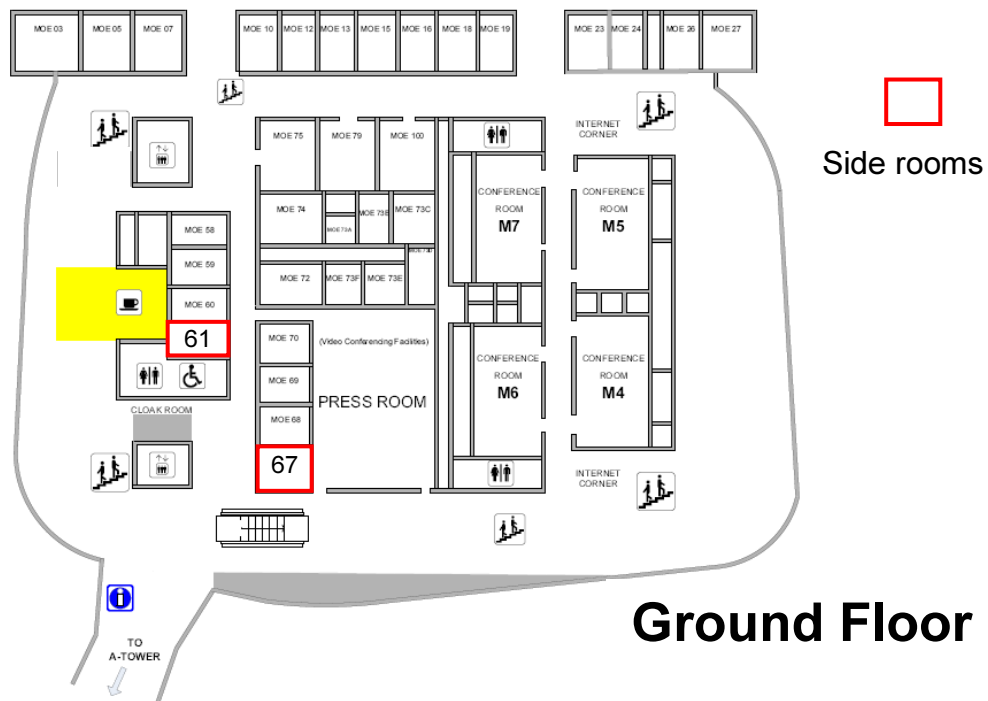 MOE 03
MOE 05
MOE 07
MOE 10
MOE 12
MOE 13
MOE 15
MOE 16
MOE 18
MOE 19
MOE 23
MOE 24
MOE 26
MOE 27
INTERNET
CORNER
Side rooms
MOE 75
MOE 79
MOE 100
CONFERENCE
ROOM
M7
CONFERENCE
ROOM
M5
MOE 74
MOE 73A
MOE 73B
MOE 73C
MOE 73D
MOE 58
MOE 59
MOE 60
61
MOE 72
MOE 73F
MOE 73E
MOE 70
(Video Conferencing Facilities)
MOE 69
PRESS ROOM
MOE 68
67
CONFERENCE
ROOM
M6
CONFERENCE
ROOM
M4
CLOAK ROOM
INTERNET
CORNER
i
Ground Floor
TO
A-TOWER